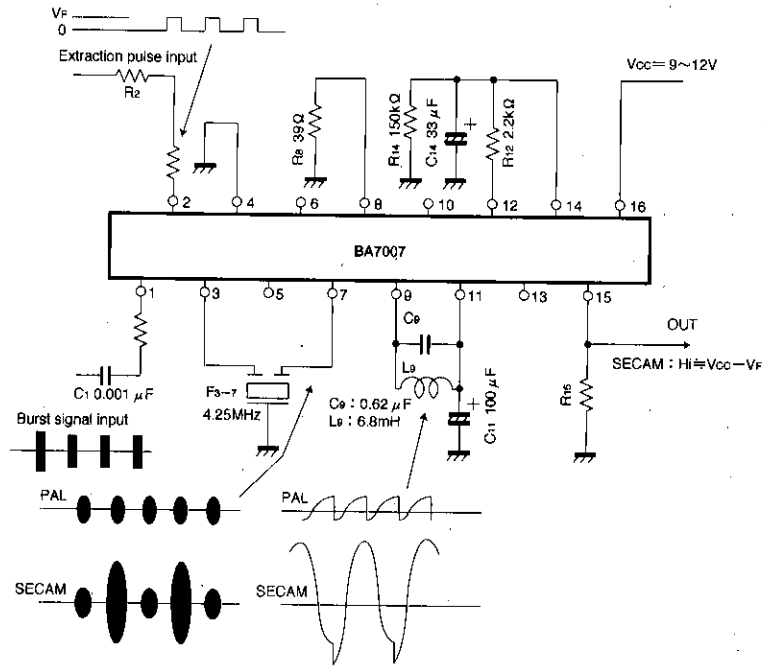 VF
0
Extraction pulse input
R2
R8 39Ω
R14 150kΩ
C14 33 μF
+
R12 2.2kΩ
Vcc=9~12V
2 4 6 8 10 12 14 16
BA7007
1 3 5 7 9 11 13 15
C1 0.001 μF
F3-7
4.25MHz
C9
L9
C9 : 0.62 μF
L9 : 6.8mH
+
C11 100 μF
OUT
SECAM : Hi≒Vcc-VF
R15
Burst signal input
PAL
PAL
SECAM
SECAM